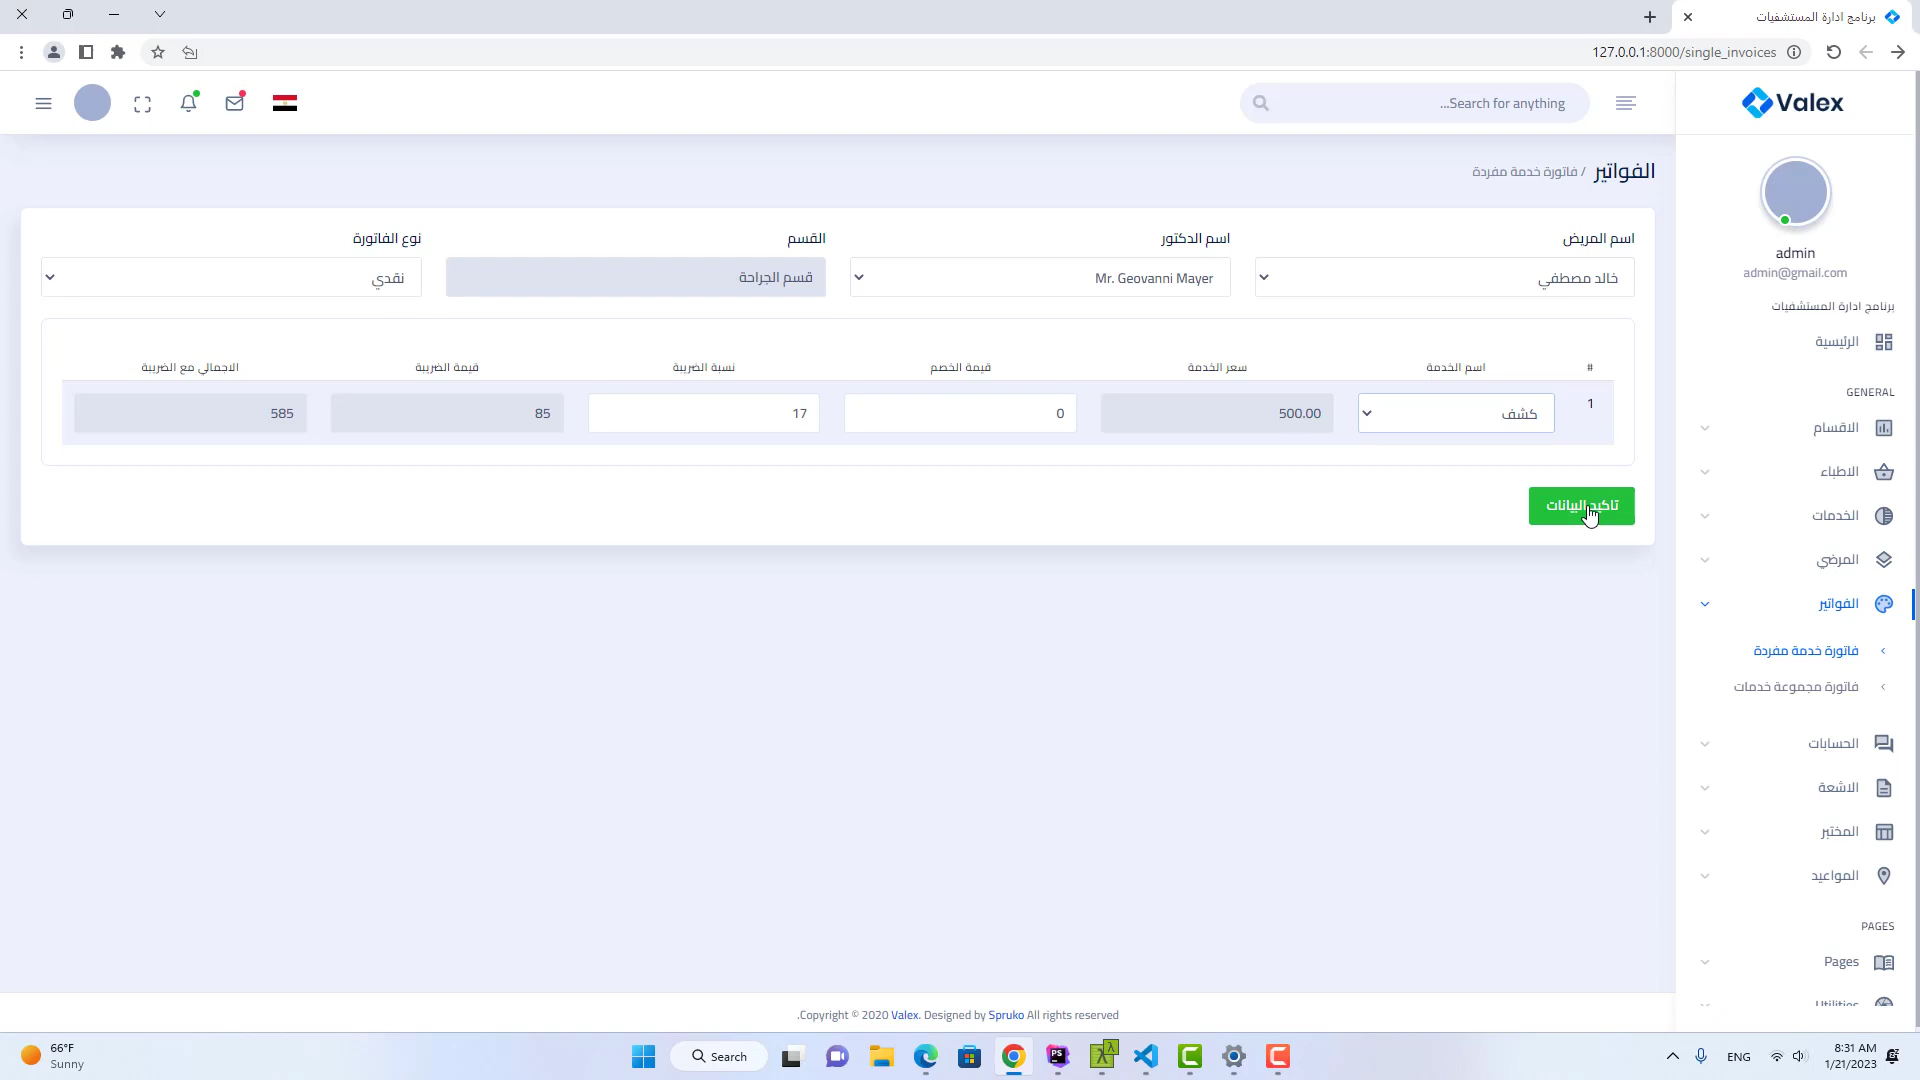 برنامج ادارة المستشفيات
127.0.0.1:8000/single_invoices
Valex
Search for anything...
admin
admin@gmail.com
برنامج ادارة المستشفيات
الرئيسية
GENERAL
الاقسام
الاطباء
الخدمات
المرضي
الفواتير
فاتورة خدمة مفردة
فاتورة مجموعة خدمات
الحسابات
الاشعة
المختبر
المواعيد
PAGES
Pages
الفواتير / فاتورة خدمة مفردة
اسم المريض اسم الدكتور القسم نوع الفاتورة
خالد مصطفي Mr. Geovanni Mayer قسم الجراحة نقدي
# اسم الخدمة سعر الخدمة قيمة الخصم نسبة الضريبة قيمة الضريبة الاجمالي مع الضريبة
1 كشف 500.00 0 17 85 585
تاكيد البيانات
.Copyright © 2020 Valex. Designed by Spruko All rights reserved
66°F
Sunny
Search
PS
ENG
8:31 AM
1/21/2023